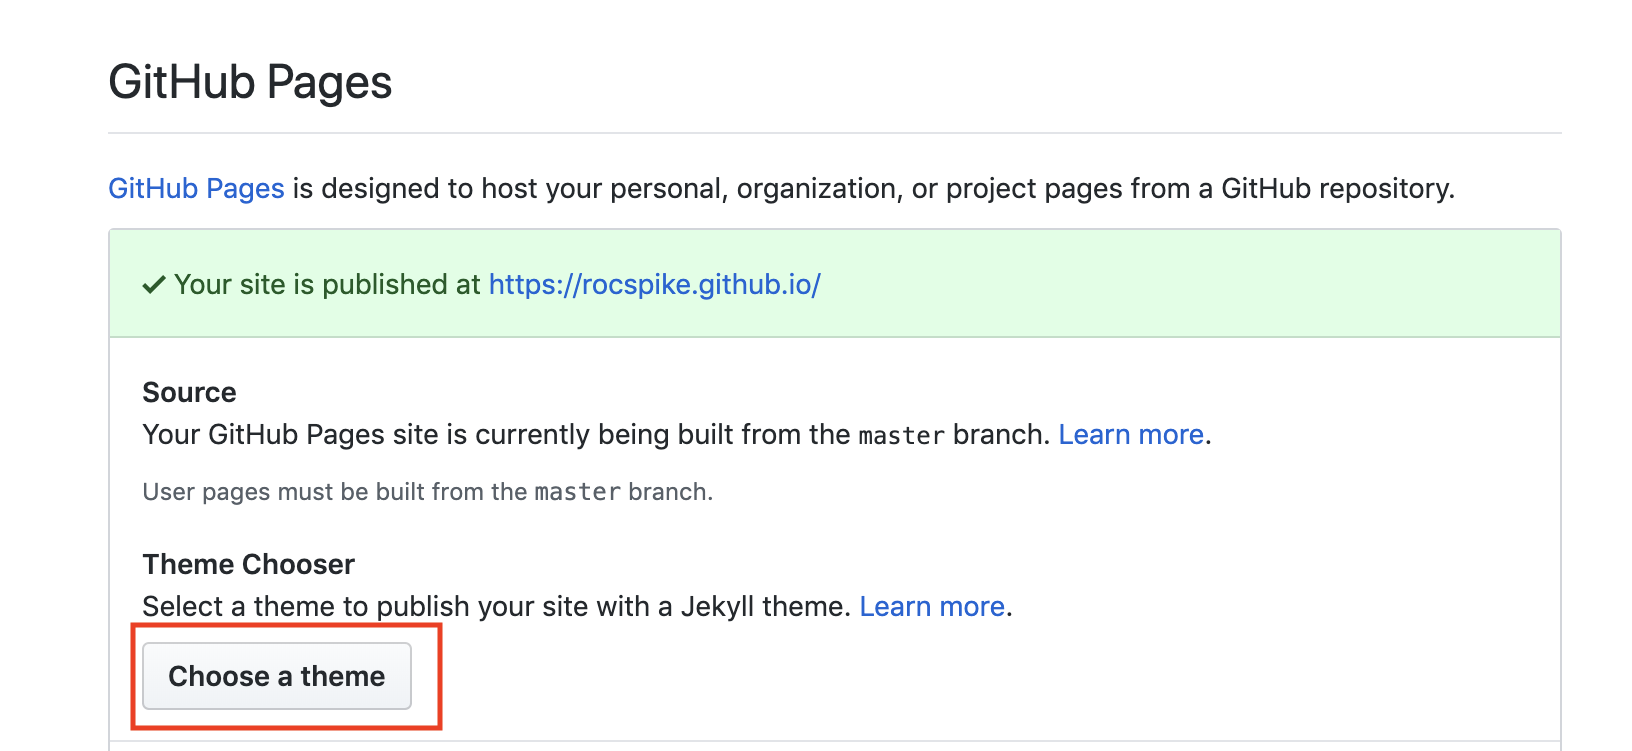 GitHub Pages
GitHub Pages is designed to host your personal, organization, or project pages from a GitHub repository.
Your site is published at https://rocspike.github.io/
Source
Your GitHub Pages site is currently being built from the master branch. Learn more.
User pages must be built from the master branch.
Theme Chooser
Select a theme to publish your site with a Jekyll theme. Learn more.
Choose a theme